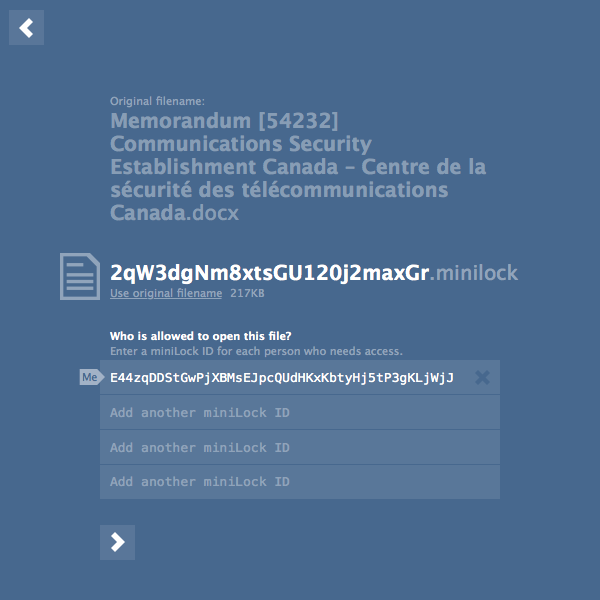 Original filename:
Memorandum [54232]
Communications Security
Establishment Canada – Centre de la
sécurité des télécommunications
Canada.docx
2qW3dgNm8xtsGU120j2maxGr.minilock
Use original filename 217KB
Who is allowed to open this file?
Enter a miniLock ID for each person who needs access.
Me E44zqDDStGwPjXBMsEJpcQUdHKxKbtyHj5tP3gKLjWjJ
Add another miniLock ID
Add another miniLock ID
Add another miniLock ID